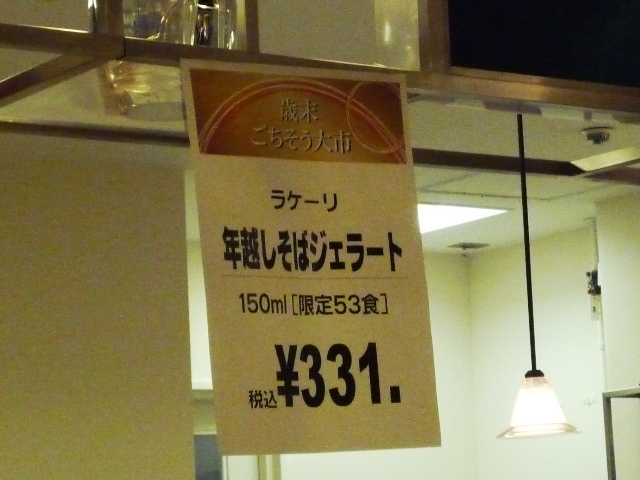 歳末
ごちそう大市
ラケーリ
年越しそばジェラート
150ml[限定53食]
税込¥331.